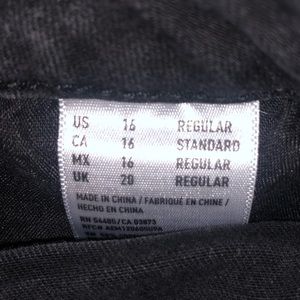 US 16 REGULAR
CA 16 STANDARD
MX 16 REGULAR
UK 20 REGULAR
MADE IN CHINA / FABRIQUÉ EN CHINE /
HECHO EN CHINA
RN 54485/CA 03873